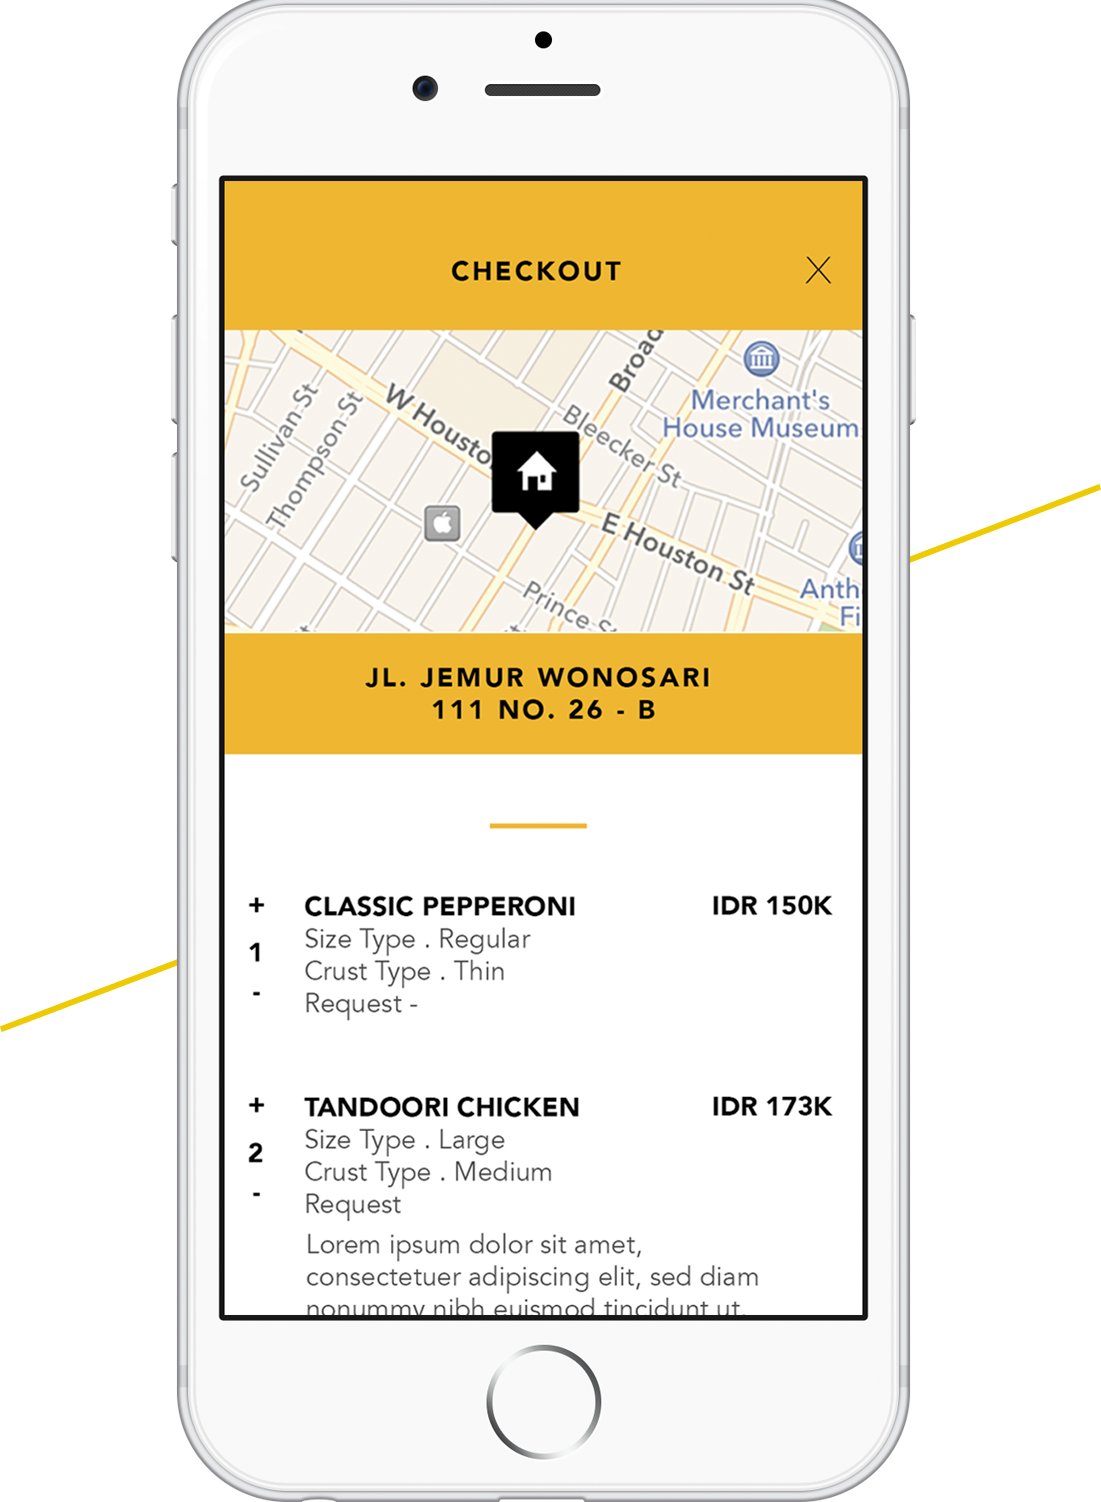 CHECKOUT
Broad
Merchant's
House Museum
Sullivan St
Thompson St
W Housto
Bleecker St
E Houston St
Prince S
Anth
Fi
JL. JEMUR WONOSARI
111 NO. 26 - B
+ CLASSIC PEPPERONI IDR 150K
Size Type . Regular
1
Crust Type . Thin
-
Request -
+ TANDOORI CHICKEN IDR 173K
Size Type . Large
2
Crust Type . Medium
-
Request
Lorem ipsum dolor sit amet,
consectetuer adipiscing elit, sed diam
nonummy nibh euismod tincidunt ut.